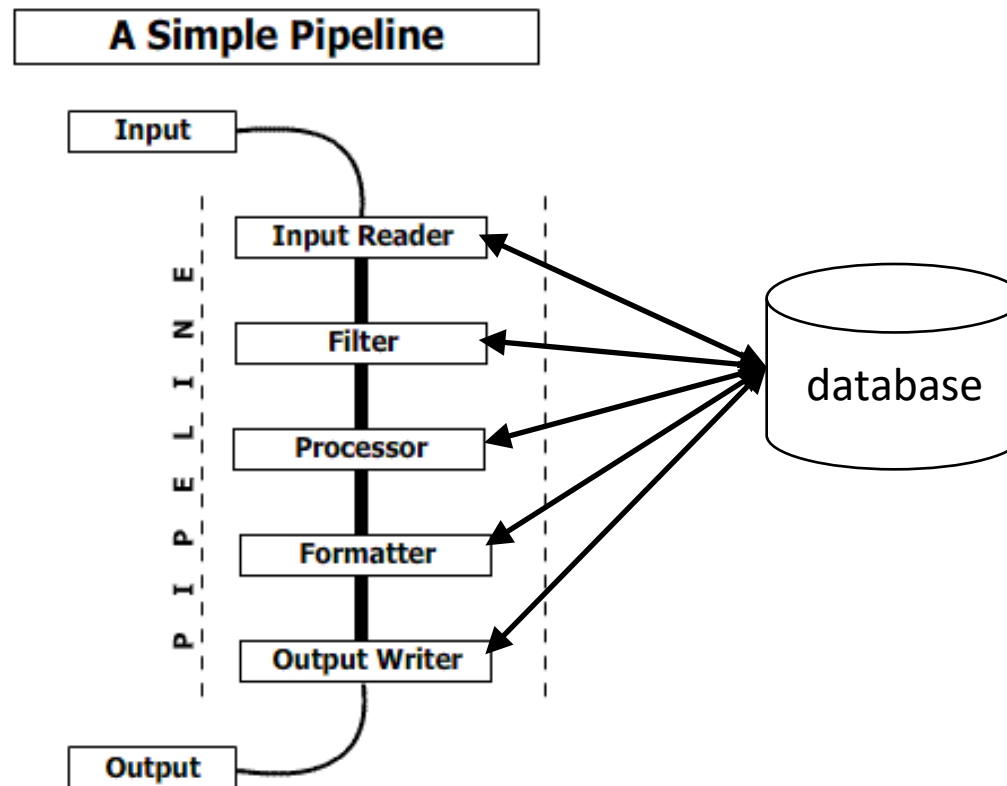 A Simple Pipeline
Input
Input Reader
Filter
Processor
Formatter
Output Writer
Output
PIPELINE
database